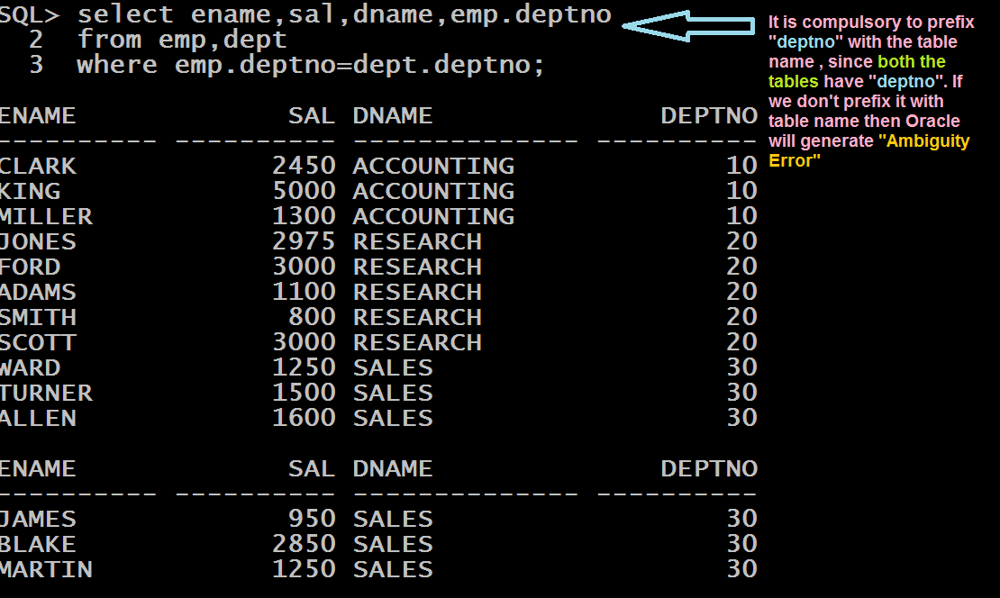 SQL> select ename,sal,dname,emp.deptno
2 from emp,dept
3 where emp.deptno=dept.deptno;
It is compulsory to prefix
"deptno" with the table
name , since both the
tables have "deptno". If
we don't prefix it with
table name then Oracle
will generate "Ambiguity
Error"
ENAME SAL DNAME DEPTNO
---------- ---------- -------------- ----------
CLARK 2450 ACCOUNTING 10
KING 5000 ACCOUNTING 10
MILLER 1300 ACCOUNTING 10
JONES 2975 RESEARCH 20
FORD 3000 RESEARCH 20
ADAMS 1100 RESEARCH 20
SMITH 800 RESEARCH 20
SCOTT 3000 RESEARCH 20
WARD 1250 SALES 30
TURNER 1500 SALES 30
ALLEN 1600 SALES 30
ENAME SAL DNAME DEPTNO
---------- ---------- -------------- ----------
JAMES 950 SALES 30
BLAKE 2850 SALES 30
MARTIN 1250 SALES 30